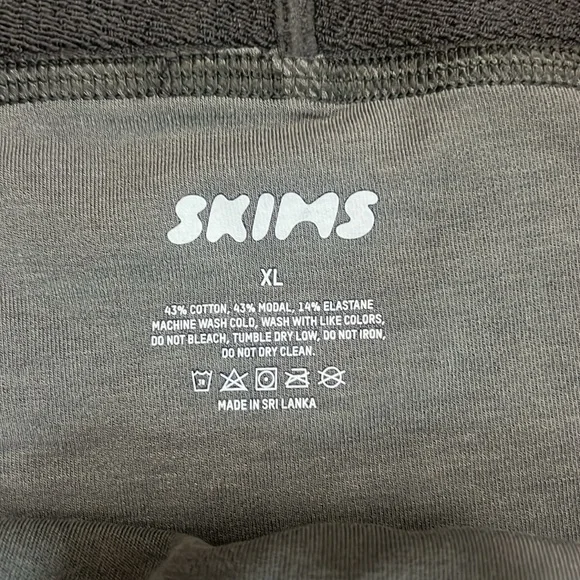 SKIMS
XL
43% COTTON, 43% MODAL, 14% ELASTANE
MACHINE WASH COLD, WASH WITH LIKE COLORS,
DO NOT BLEACH, TUMBLE DRY LOW, DO NOT IRON,
DO NOT DRY CLEAN.
MADE IN SRI LANKA